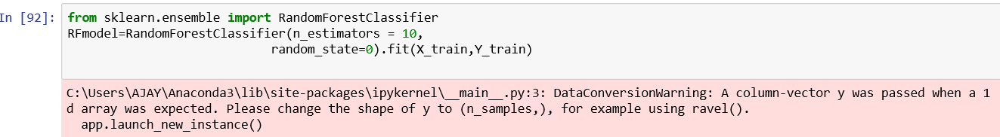 In [92]: from sklearn.ensemble import RandomForestClassifier
RFmodel=RandomForestClassifier(n_estimators = 10,
random_state=0).fit(X_train,Y_train)
C:\Users\AJAY\Anaconda3\lib\site-packages\ipykernel\__main__.py:3: DataConversionWarning: A column-vector y was passed when a 1
d array was expected. Please change the shape of y to (n_samples,), for example using ravel().
app.launch_new_instance()